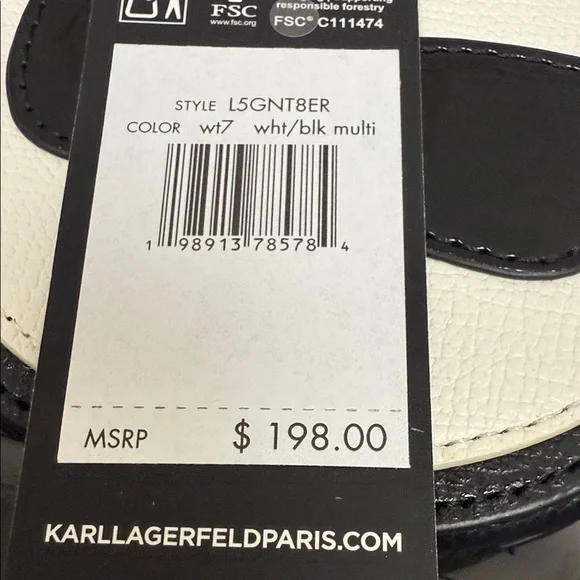 FSC
www.fsc.org
supporting
responsible forestry
FSC® C111474
STYLE L5GNT8ER
COLOR wt7 wht/blk multi
1 98913 78578 4
MSRP $ 198.00
KARLLAGERFELDPARIS.COM